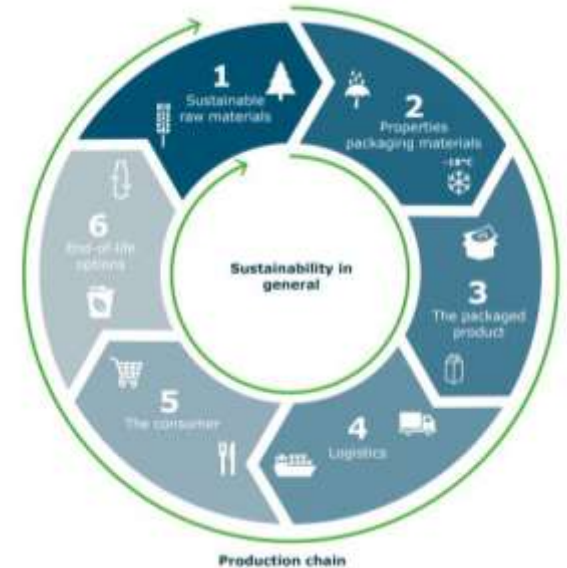 1
Sustainable
raw materials
2
Properties
packaging materials
-18°C
3
The packaged
product
4
Logistics
5
The consumer
6
End-of-life
options
Sustainability in
general
Production chain